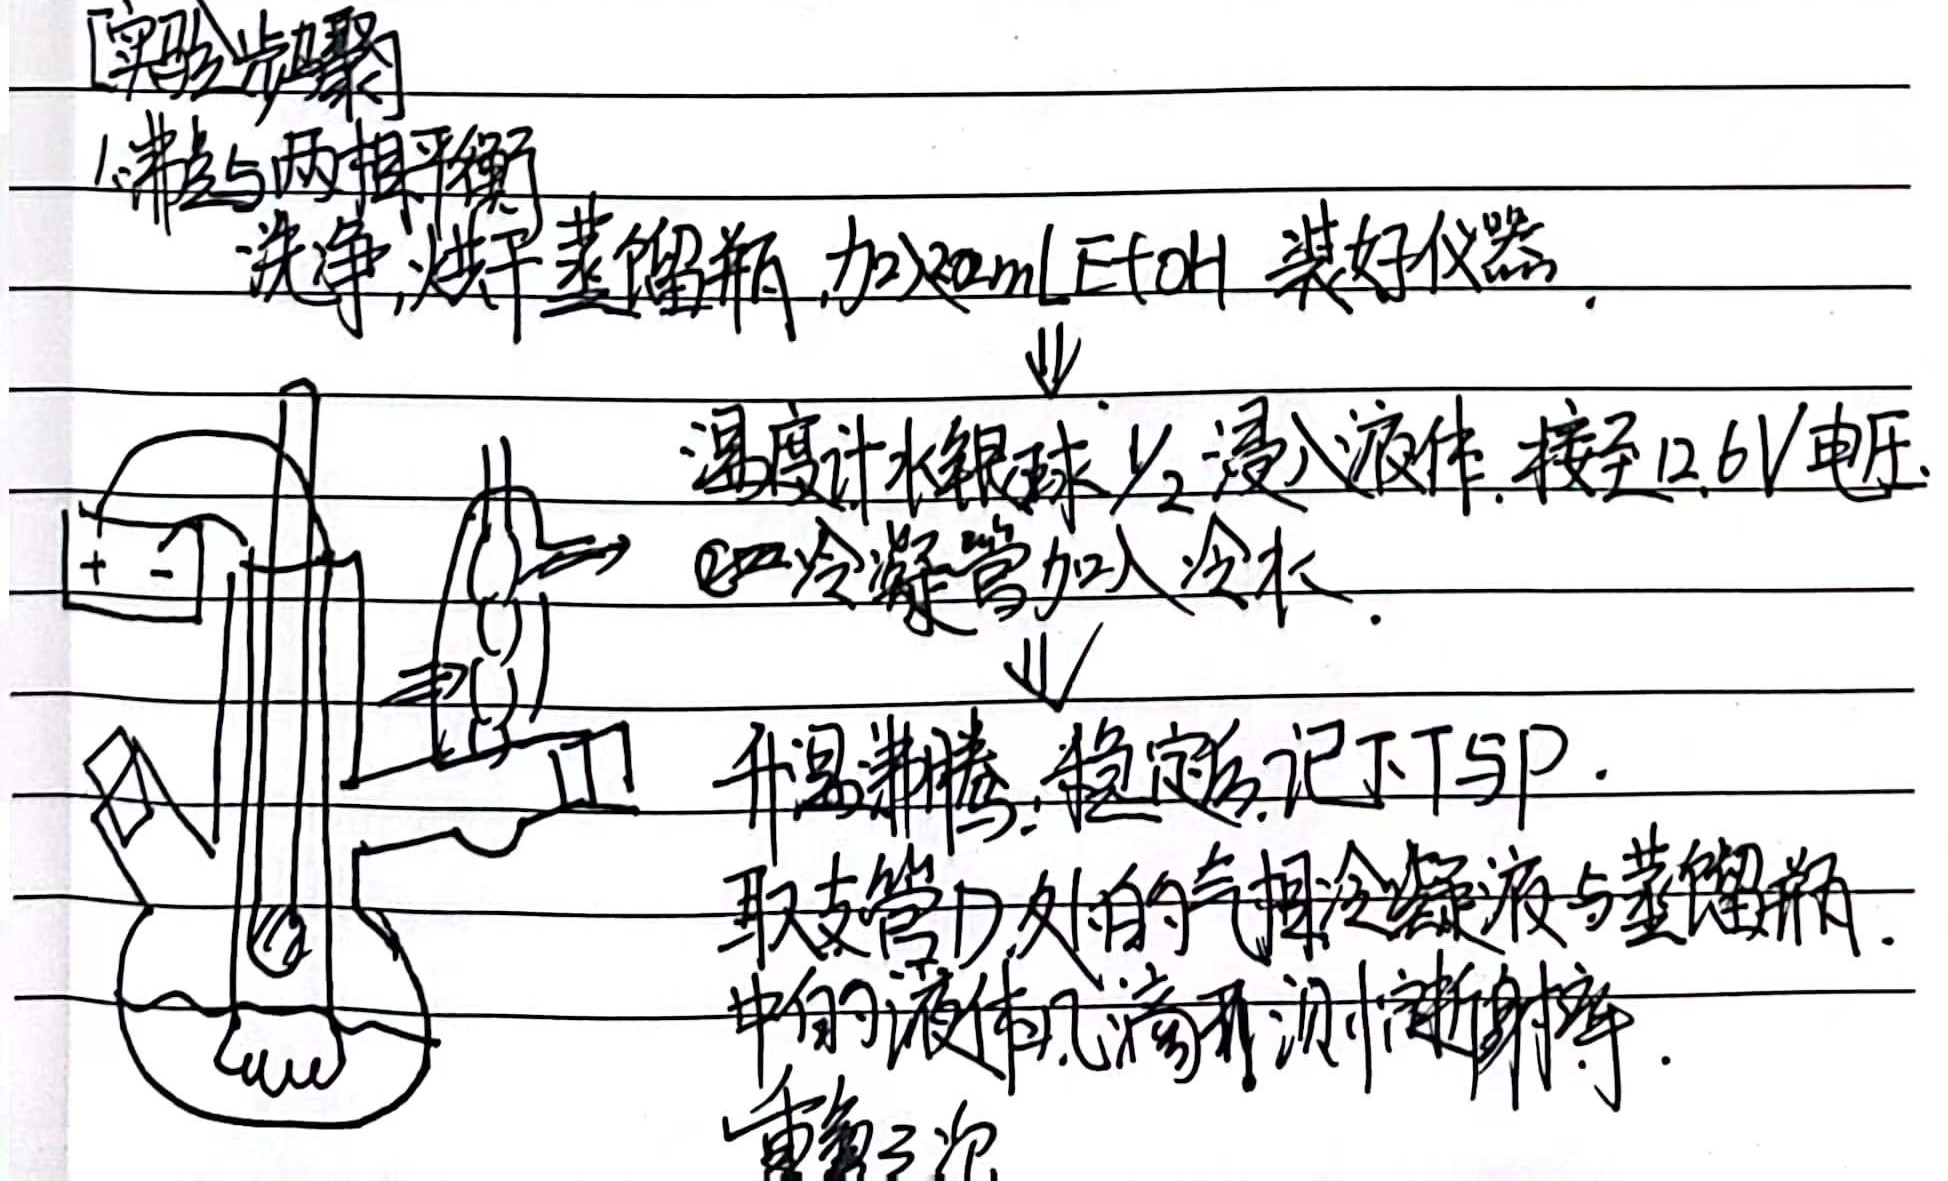 [实验步骤]
1.沸点与两相平衡
洗净,烘干蒸馏瓶,加入20mLEtOH 装好仪器.
⇓
温度计水银球1/2浸入液体,接至12.6V电压.
冷凝管加入冷水.
⇓
+ -
升温沸腾,稳定后,记下T与P.
取支管D处的气相冷凝液与蒸馏瓶.
中的液体几滴 测 折射率.
重复三次